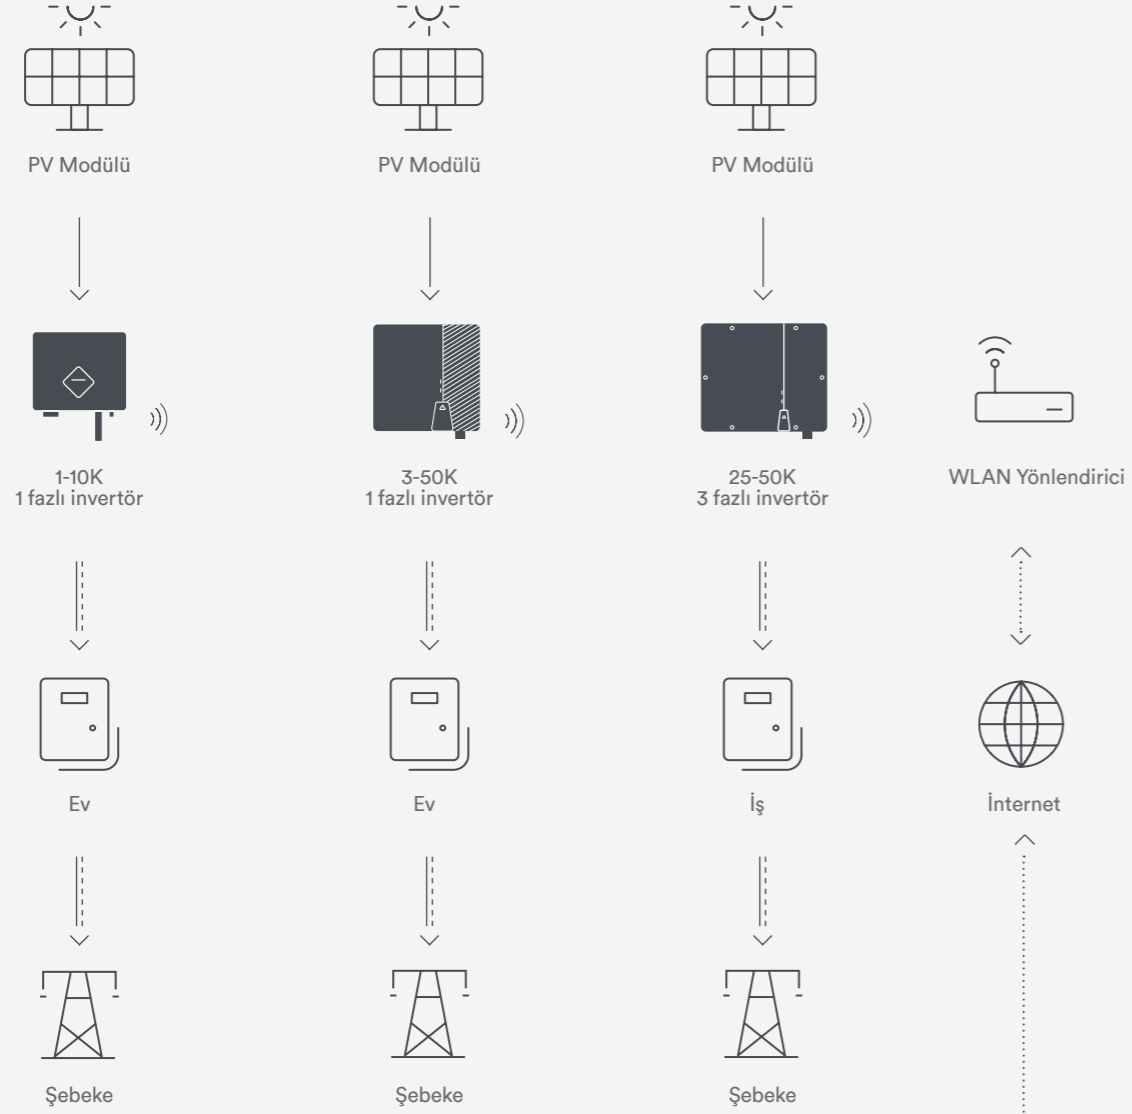 PV Modülü
PV Modülü
PV Modülü
1-10K
1 fazlı invertör
3-50K
1 fazlı invertör
25-50K
3 fazlı invertör
WLAN Yönlendirici
Ev
Ev
İş
İnternet
Şebeke
Şebeke
Şebeke